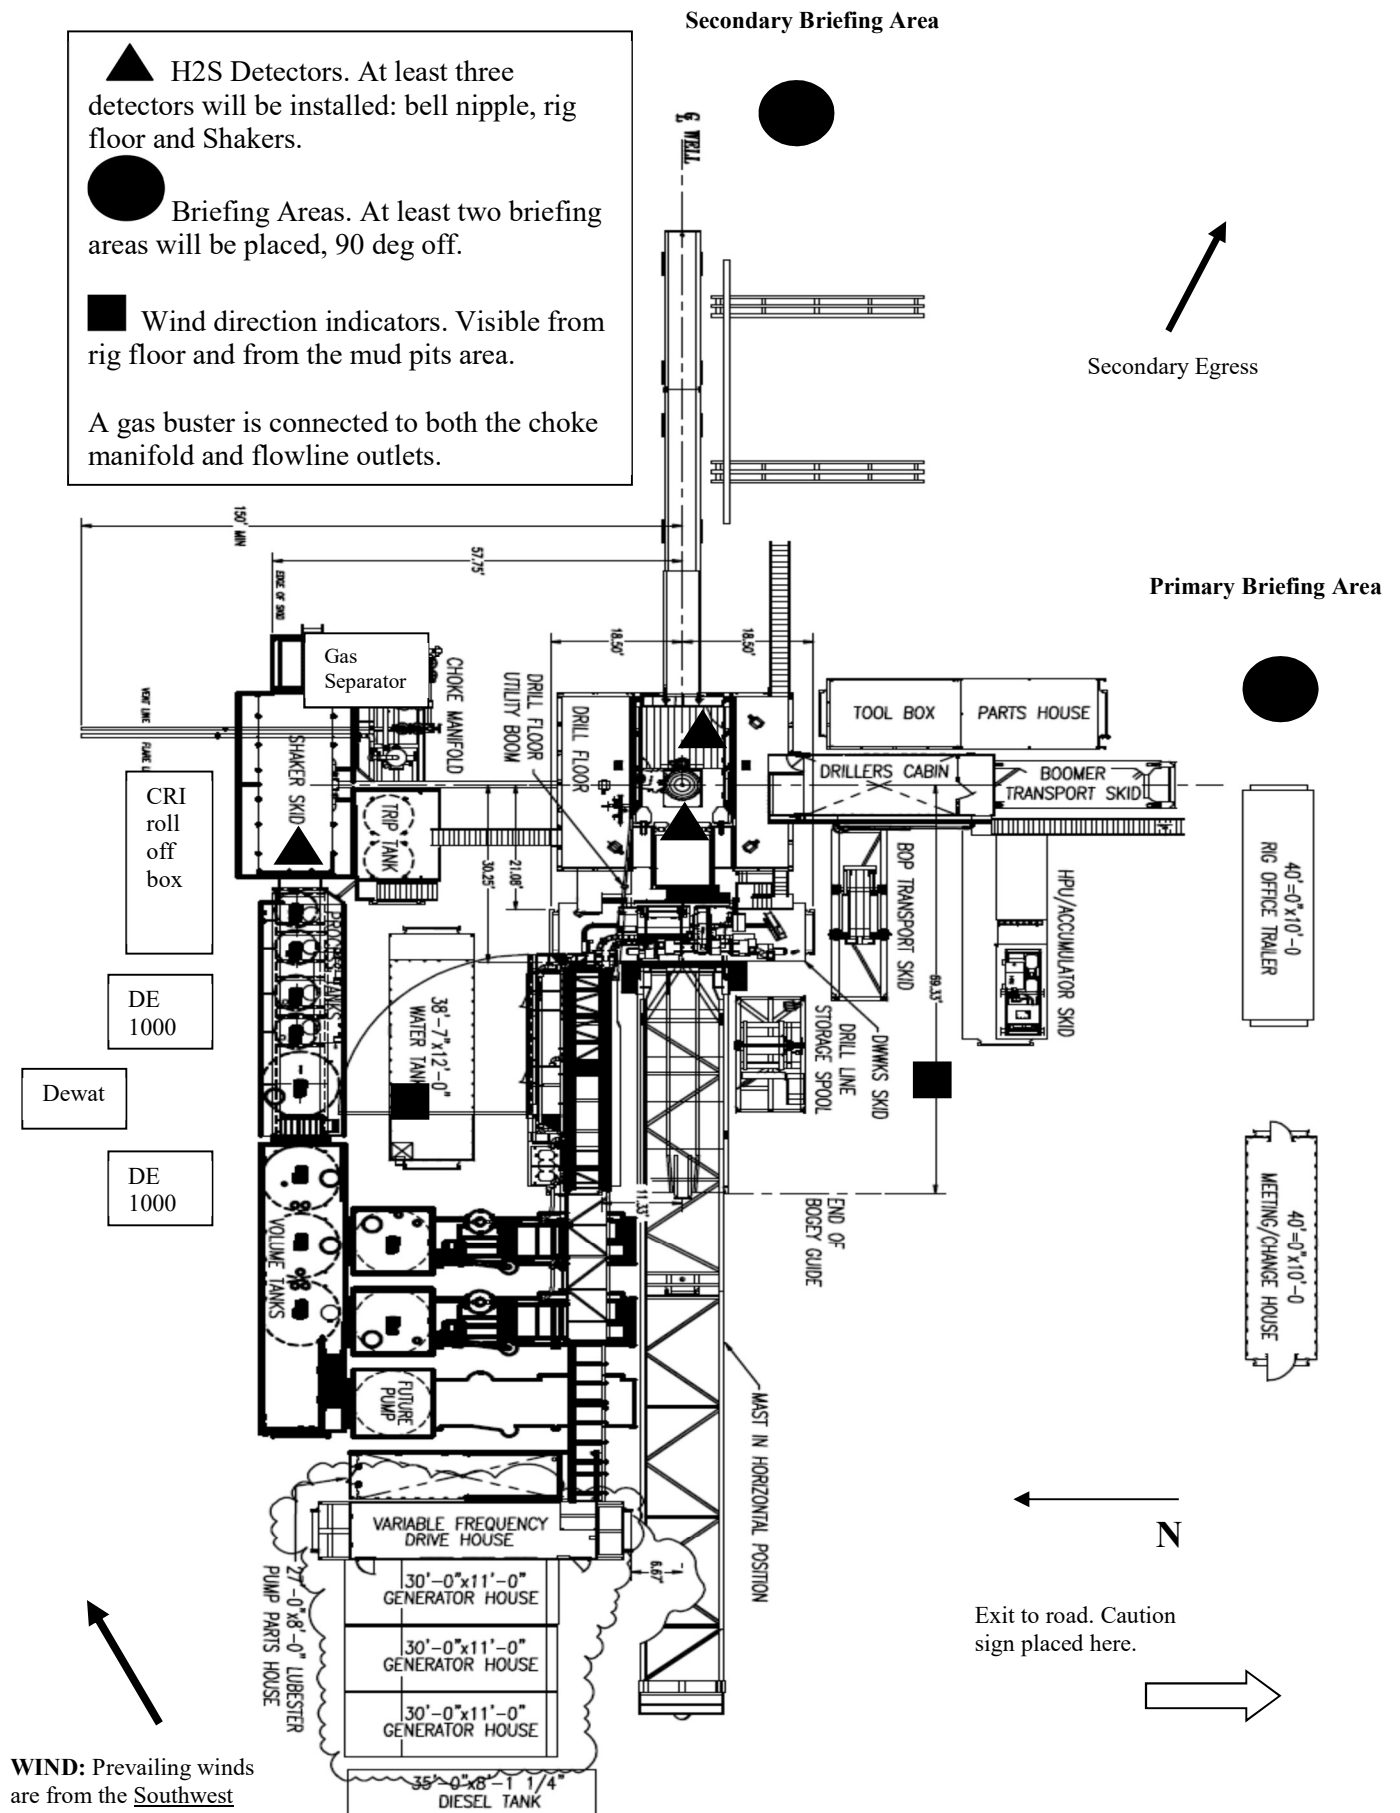 Secondary Briefing Area
H2S Detectors. At least three
detectors will be installed: bell nipple, rig
floor and Shakers.
Briefing Areas. At least two briefing
areas will be placed, 90 deg off.
Wind direction indicators. Visible from
rig floor and from the mud pits area.
A gas buster is connected to both the choke
manifold and flowline outlets.
WELL
Secondary Egress
150' MIN
57.75'
EDGE OF SKID
Primary Briefing Area
18.50'
18.50'
Gas
Separator
CHOKE MANIFOLD
DRILL FLOOR
UTILITY BOOM
DRILL FLOOR
VENT LINE
SHAKER SKID
TOOL BOX
PARTS HOUSE
DRILLERS CABIN
BOOMER
TRANSPORT SKID
CRI
roll
off
box
TRIP TANK
30.25'
21.08'
BOP TRANSPORT SKID
HPU/ACCUMULATOR SKID
40'=0"x10'-0
RIG OFFICE TRAILER
DE
1000
38'-7"x12'-0"
WATER TANK
69.33'
DRILL LINE
STORAGE SPOOL
DWWKS SKID
Dewat
DE
1000
VOLUME TANKS
11.33'
END OF
BOGEY GUIDE
40'=0"x10'-0
MEETING/CHANGE HOUSE
FUTURE
PUMP
MAST IN HORIZONTAL POSITION
N
VARIABLE FREQUENCY
DRIVE HOUSE
6.67'
27'-0"x8'-0" LUBESTER
PUMP PARTS HOUSE
30'-0"x11'-0"
GENERATOR HOUSE
30'-0"x11'-0"
GENERATOR HOUSE
30'-0"x11'-0"
GENERATOR HOUSE
Exit to road. Caution
sign placed here.
WIND: Prevailing winds
are from the Southwest
35'-0"x8'-1 1/4"
DIESEL TANK